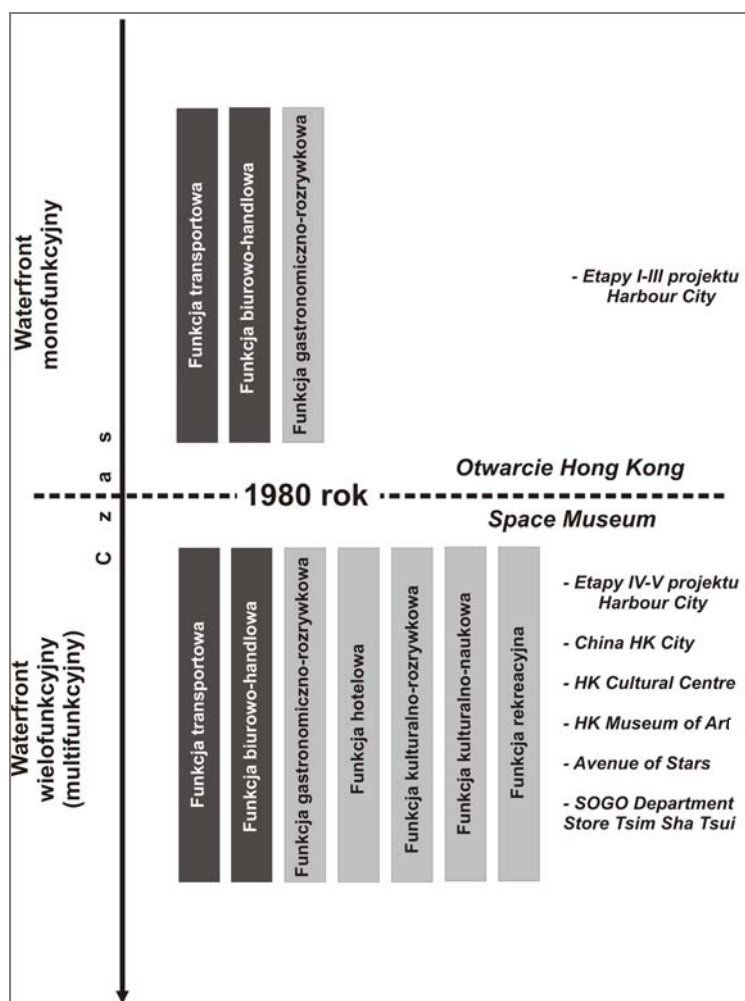 Waterfront
monofunkcyjny
Funkcja transportowa
Funkcja biurowo-handlowa
Funkcja gastronomiczno-rozrywkowa
- Etapy I-III projektu
Harbour City
Czas
Otwarcie Hong Kong
1980 rok
Space Museum
Waterfront
wielofunkcyjny
(multifunkcyjny)
Funkcja transportowa
Funkcja biurowo-handlowa
Funkcja gastronomiczno-rozrywkowa
Funkcja hotelowa
Funkcja kulturalno-rozrywkowa
Funkcja kulturalno-naukowa
Funkcja rekreacyjna
- Etapy IV-V projektu
Harbour City
- China HK City
- HK Cultural Centre
- HK Museum of Art
- Avenue of Stars
- SOGO Department
Store Tsim Sha Tsui